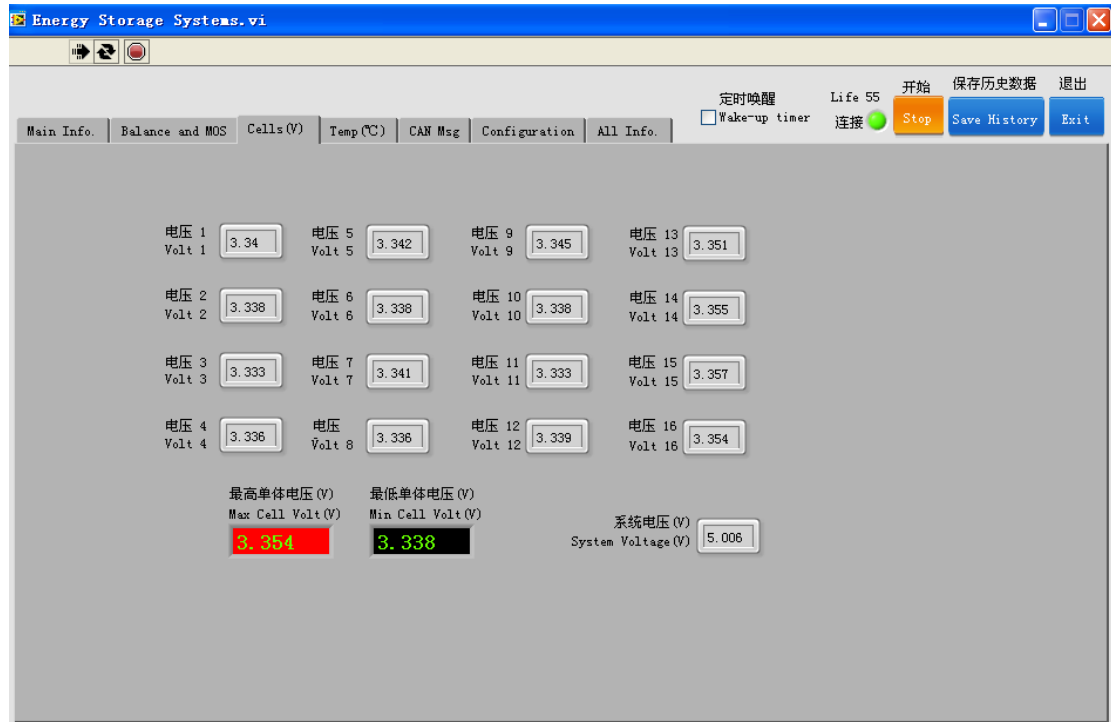 Energy Storage Systems.vi
定时唤醒
Wake-up timer
Life 55
连接
开始
Stop
保存历史数据
Save History
退出
Exit
Main Info.
Balance and MOS
Cells(V)
Temp(℃)
CAN Msg
Configuration
All Info.
电压 1
Volt 1
3.34
电压 5
Volt 5
3.342
电压 9
Volt 9
3.345
电压 13
Volt 13
3.351
电压 2
Volt 2
3.338
电压 6
Volt 6
3.338
电压 10
Volt 10
3.338
电压 14
Volt 14
3.355
电压 3
Volt 3
3.333
电压 7
Volt 7
3.341
电压 11
Volt 11
3.333
电压 15
Volt 15
3.357
电压 4
Volt 4
3.336
电压
Volt 8
3.336
电压 12
Volt 12
3.339
电压 16
Volt 16
3.354
最高单体电压(V)
Max Cell Volt(V)
3.354
最低单体电压(V)
Min Cell Volt(V)
3.338
系统电压(V)
System Voltage(V)
5.006